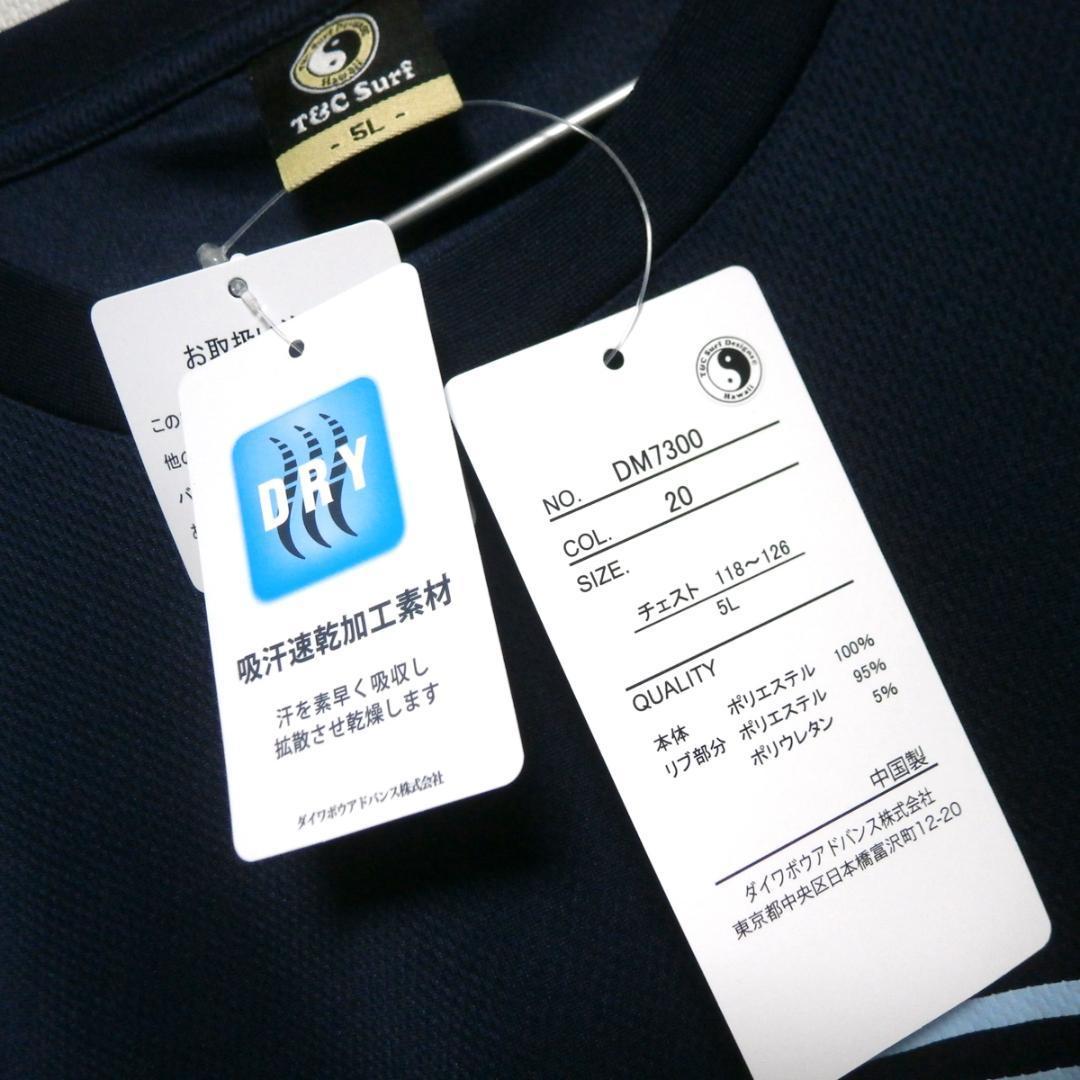 T&C Surf Designs
Hawaii
T&C Surf
- 5L -
お取扱
この
他の
DRY
吸汗速乾加工素材
汗を素早く吸収し
拡散させ乾燥します
ダイワボウアドバンス株式会社
T&C Surf Designs
Hawaii
NO. DM7300
COL. 20
SIZE.
チェスト 118～126
5L
QUALITY
本体 ポリエステル 100%
リブ部分 ポリエステル 95%
ポリウレタン 5%
中国製
ダイワボウアドバンス株式会社
東京都中央区日本橋富沢町12-20